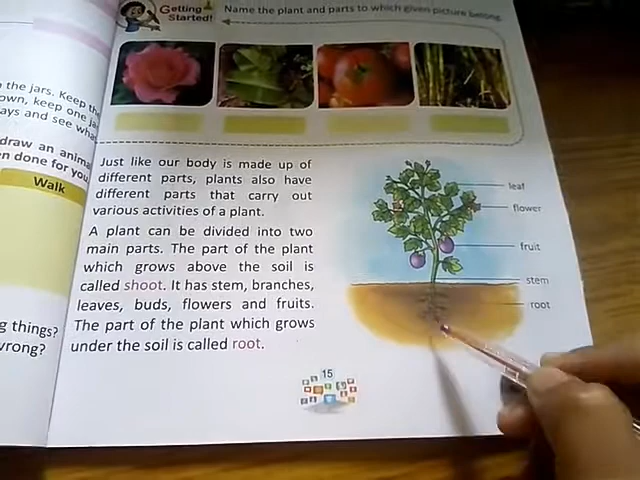 Getting Started!
Name the plant and parts to which given picture belong.
the jars. Keep the
own, keep one
ays and see
draw an
en done for you
Walk
g things?
wrong?
Just like our body is made up of
different parts, plants also have
different parts that carry out
various activities of a plant.
A plant can be divided into two
main parts. The part of the plant
which grows above the soil is
called shoot. It has stem, branches,
leaves, buds, flowers and fruits.
The part of the plant which grows
under the soil is called root.
leaf
flower
fruit
stem
root
15